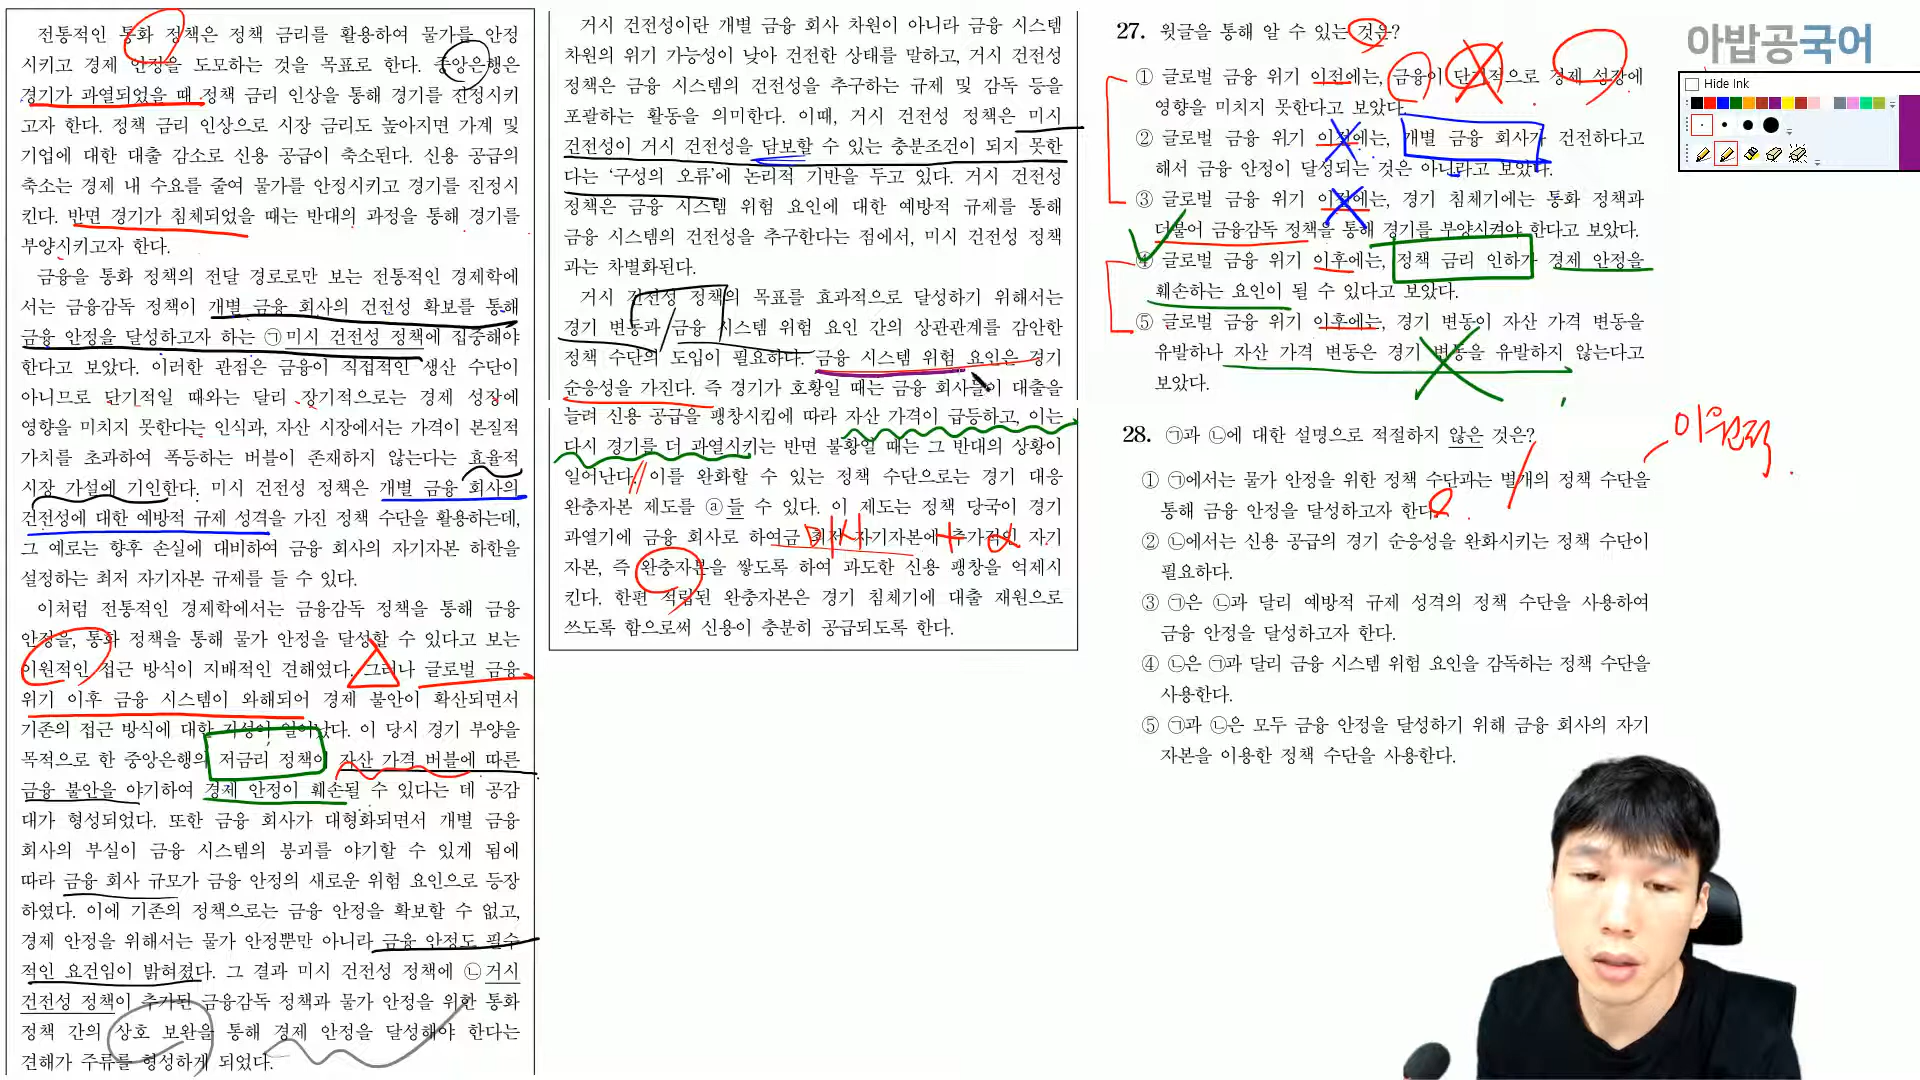 전통적인 통화 정책은 정책 금리를 활용하여 물가를 안정
시키고 경제 안정을 도모하는 것을 목표로 한다. 중앙은행은
경기가 과열되었을 때 정책 금리 인상을 통해 경기를 진정시키
고자 한다. 정책 금리 인상으로 시장 금리도 높아지면 가계 및
기업에 대한 대출 감소로 신용 공급이 축소된다. 신용 공급의
축소는 경제 내 수요를 줄여 물가를 안정시키고 경기를 진정시
킨다. 반면 경기가 침체되었을 때는 반대의 과정을 통해 경기를
부양시키고자 한다.
금융을 통화 정책의 전달 경로로만 보는 전통적인 경제학에
서는 금융감독 정책이 개별 금융 회사의 건전성 확보를 통해
금융 안정을 달성하고자 하는 ㉠미시 건전성 정책에 집중해야
한다고 보았다. 이러한 관점은 금융이 직접적인 생산 수단이
아니므로 단기적일 때와는 달리 장기적으로는 경제 성장에
영향을 미치지 못한다는 인식과, 자산 시장에서는 가격이 본질적
가치를 초과하여 폭등하는 버블이 존재하지 않는다는 효율적
시장 가설에 기인한다. 미시 건전성 정책은 개별 금융 회사의
건전성에 대한 예방적 규제 성격을 가진 정책 수단을 활용하는데,
그 예로는 향후 손실에 대비하여 금융 회사의 자기자본 하한을
설정하는 최저 자기자본 규제를 들 수 있다.
이처럼 전통적인 경제학에서는 금융감독 정책을 통해 금융
안정을, 통화 정책을 통해 물가 안정을 달성할 수 있다고 보는
이원적인 접근 방식이 지배적인 견해였다. 그러나 글로벌 금융
위기 이후 금융 시스템이 와해되어 경제 불안이 확산되면서
기존의 접근 방식에 대한 자성이 일어났다. 이 당시 경기 부양을
목적으로 한 중앙은행의 저금리 정책이 자산 가격 버블에 따른
금융 불안을 야기하여 경제 안정이 훼손될 수 있다는 데 공감
대가 형성되었다. 또한 금융 회사가 대형화되면서 개별 금융
회사의 부실이 금융 시스템의 붕괴를 야기할 수 있게 됨에
따라 금융 회사 규모가 금융 안정의 새로운 위험 요인으로 등장
하였다. 이에 기존의 정책으로는 금융 안정을 확보할 수 없고,
경제 안정을 위해서는 물가 안정뿐만 아니라 금융 안정도 필수
적인 요건임이 밝혀졌다. 그 결과 미시 건전성 정책에 ㉡거시
건전성 정책이 추가된 금융감독 정책과 물가 안정을 위한 통화
정책 간의 상호 보완을 통해 경제 안정을 달성해야 한다는
견해가 주류를 형성하게 되었다.
거시 건전성이란 개별 금융 회사 차원이 아니라 금융 시스템
차원의 위기 가능성이 낮아 건전한 상태를 말하고, 거시 건전성
정책은 금융 시스템의 건전성을 추구하는 규제 및 감독 등을
포괄하는 활동을 의미한다. 이때, 거시 건전성 정책은 미시
건전성이 거시 건전성을 담보할 수 있는 충분조건이 되지 못한
다는 ‘구성의 오류’에 논리적 기반을 두고 있다. 거시 건전성
정책은 금융 시스템 위험 요인에 대한 예방적 규제를 통해
금융 시스템의 건전성을 추구한다는 점에서, 미시 건전성 정책
과는 차별화된다.
거시 건전성 정책의 목표를 효과적으로 달성하기 위해서는
경기 변동과 금융 시스템 위험 요인 간의 상관관계를 감안한
정책 수단의 도입이 필요하다. 금융 시스템 위험 요인은 경기
순응성을 가진다. 즉 경기가 호황일 때는 금융 회사들이 대출을
늘려 신용 공급을 팽창시킴에 따라 자산 가격이 급등하고, 이는
다시 경기를 더 과열시키는 반면 불황일 때는 그 반대의 상황이
일어난다. 이를 완화할 수 있는 정책 수단으로는 경기 대응
완충자본 제도를 ⓐ들 수 있다. 이 제도는 정책 당국이 경기
과열기에 금융 회사로 하여금 최저 자기자본에 추가적인 자기
자본, 즉 완충자본을 쌓도록 하여 과도한 신용 팽창을 억제시
킨다. 한편 적립된 완충자본은 경기 침체기에 대출 재원으로
쓰도록 함으로써 신용이 충분히 공급되도록 한다.
미시 + α
27. 윗글을 통해 알 수 있는 것은?
① 글로벌 금융 위기 이전에는, 금융이 단기적으로 경제 성장에
영향을 미치지 못한다고 보았다.
② 글로벌 금융 위기 이전에는, 개별 금융 회사가 건전하다고
해서 금융 안정이 달성되는 것은 아니라고 보았다.
③ 글로벌 금융 위기 이전에는, 경기 침체기에는 통화 정책과
더불어 금융감독 정책을 통해 경기를 부양시켜야 한다고 보았다.
④ 글로벌 금융 위기 이후에는, 정책 금리 인하가 경제 안정을
훼손하는 요인이 될 수 있다고 보았다.
⑤ 글로벌 금융 위기 이후에는, 경기 변동이 자산 가격 변동을
유발하나 자산 가격 변동은 경기 변동을 유발하지 않는다고
보았다.
28. ㉠과 ㉡에 대한 설명으로 적절하지 않은 것은?
이원적
① ㉠에서는 물가 안정을 위한 정책 수단과는 별개의 정책 수단을
통해 금융 안정을 달성하고자 한다.
② ㉡에서는 신용 공급의 경기 순응성을 완화시키는 정책 수단이
필요하다.
③ ㉠은 ㉡과 달리 예방적 규제 성격의 정책 수단을 사용하여
금융 안정을 달성하고자 한다.
④ ㉡은 ㉠과 달리 금융 시스템 위험 요인을 감독하는 정책 수단을
사용한다.
⑤ ㉠과 ㉡은 모두 금융 안정을 달성하기 위해 금융 회사의 자기
자본을 이용한 정책 수단을 사용한다.
아밥공국어
Hide Ink